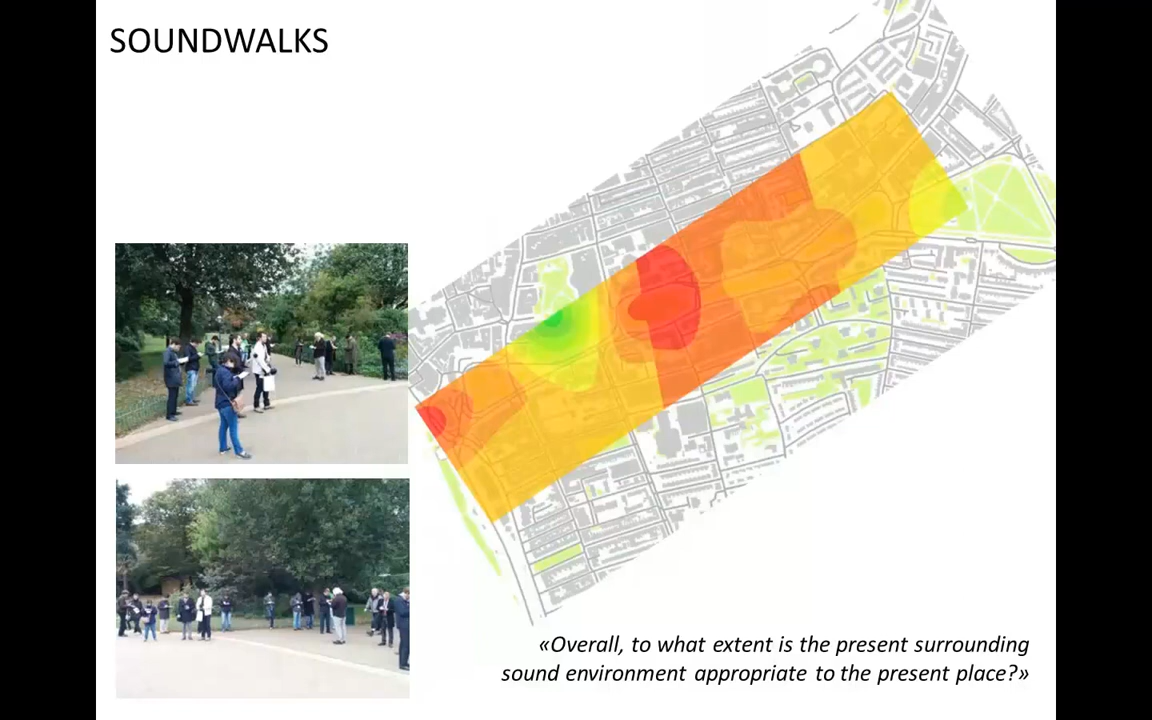 SOUNDWALKS
«Overall, to what extent is the present surrounding
sound environment appropriate to the present place?»